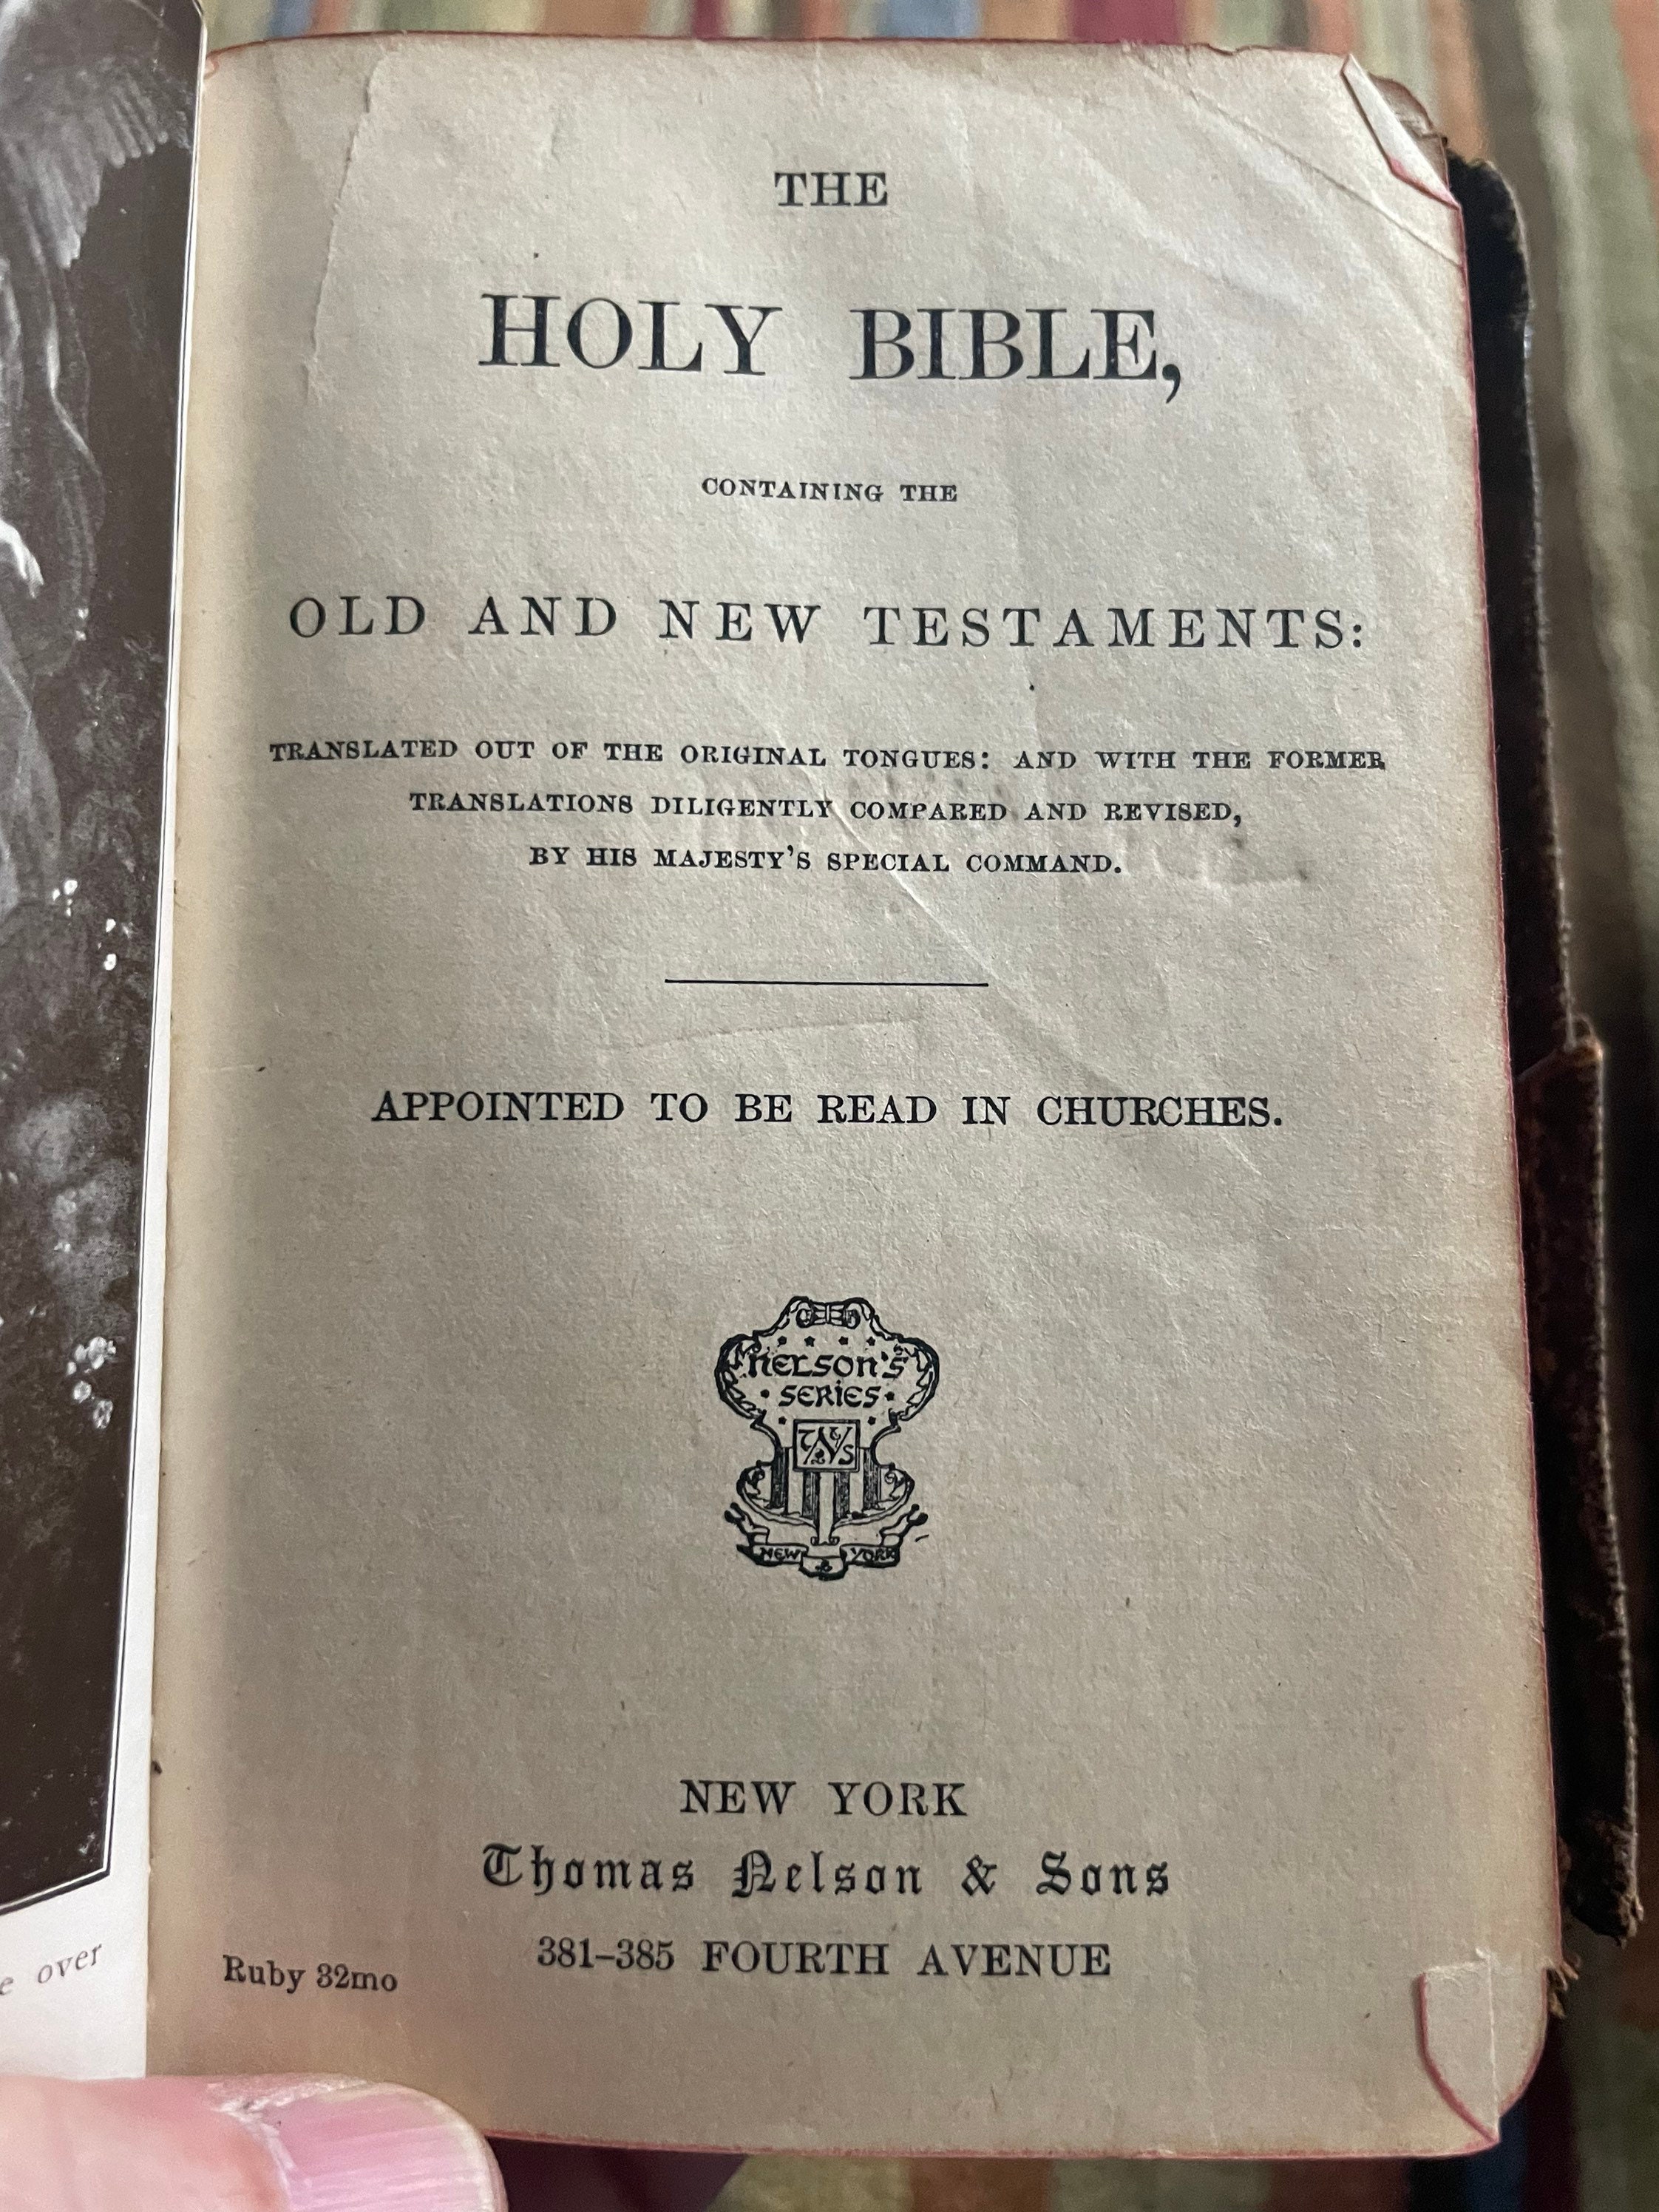 THE
HOLY BIBLE,
CONTAINING THE
OLD AND NEW TESTAMENTS:
TRANSLATED OUT OF THE ORIGINAL TONGUES: AND WITH THE FORMER
TRANSLATIONS DILIGENTLY COMPARED AND REVISED,
BY HIS MAJESTY'S SPECIAL COMMAND.
APPOINTED TO BE READ IN CHURCHES.
NELSON'S
SERIES
NEW YORK
NEW YORK
Thomas Nelson & Sons
381–385 FOURTH AVENUE
Ruby 32mo
over